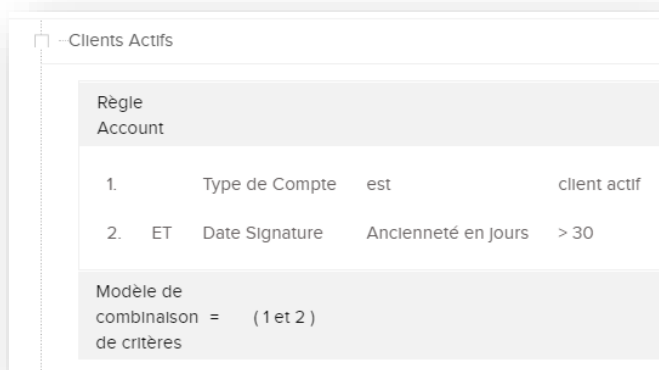 Clients Actifs
Règle
Account
1. Type de Compte est client actif
2. ET Date Signature Ancienneté en jours > 30
Modèle de
combinaison = ( 1 et 2 )
de critères